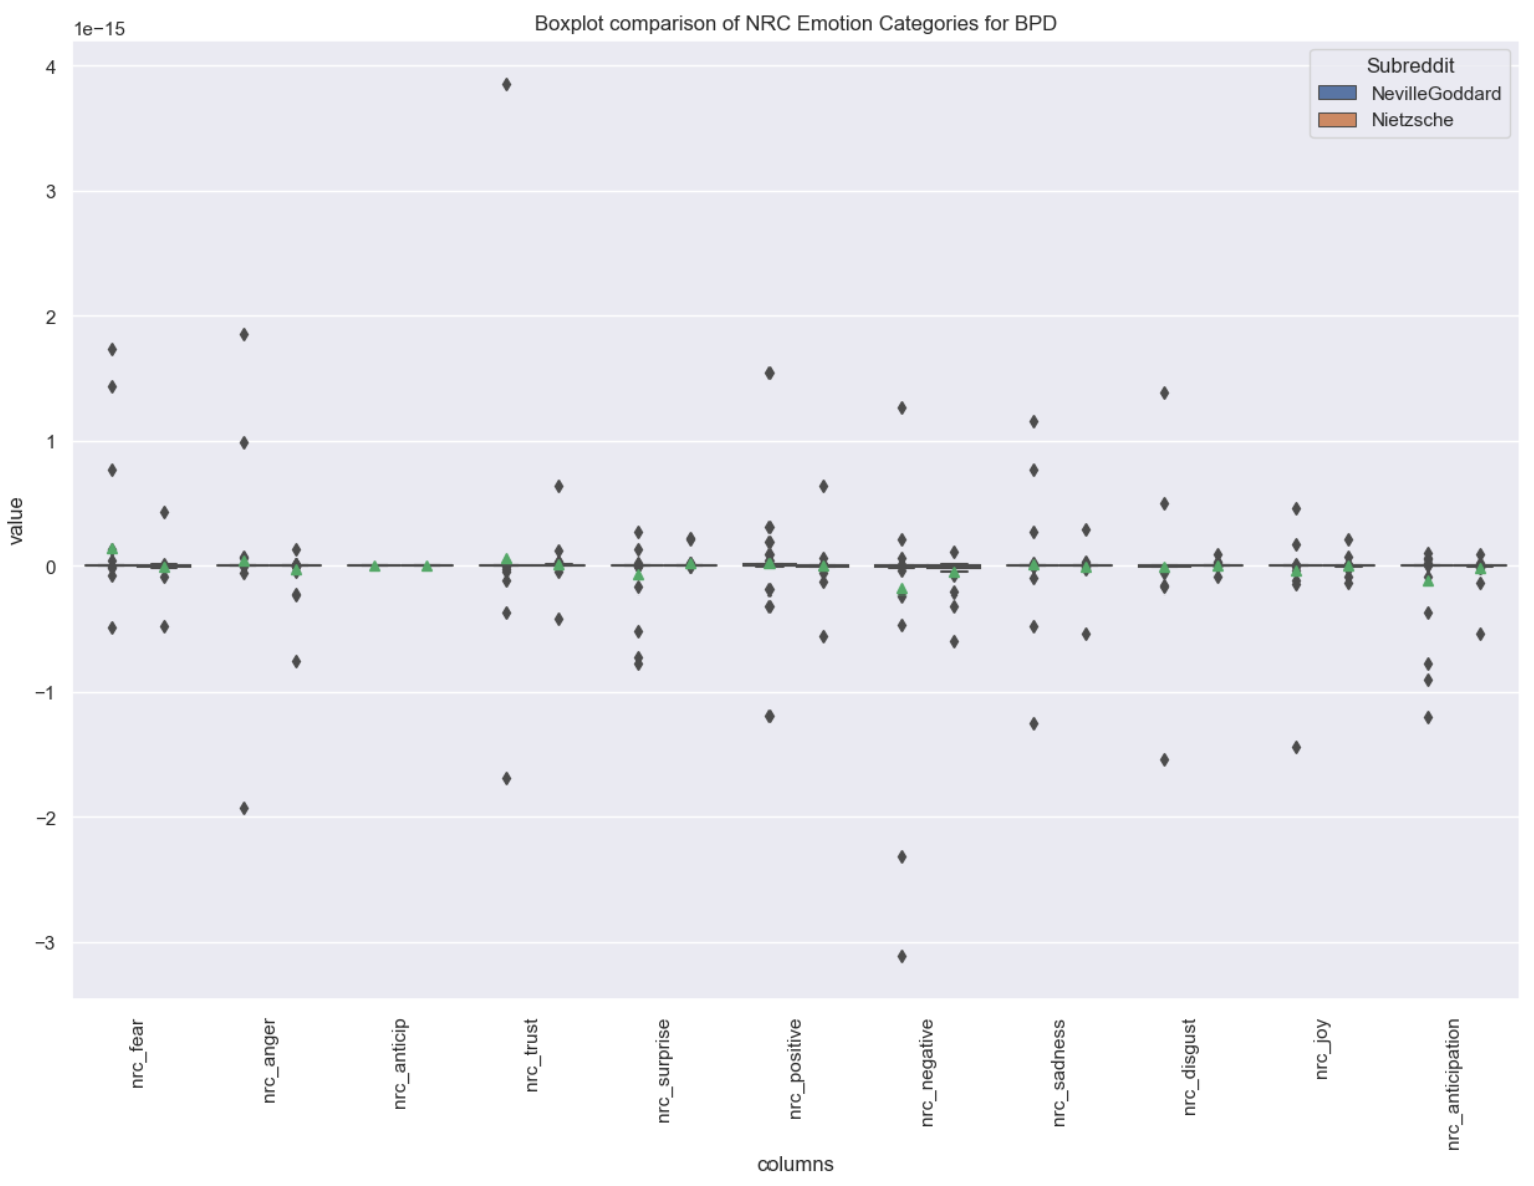 Boxplot comparison of NRC Emotion Categories for BPD
1e−15
Subreddit
NevilleGoddard
Nietzsche
4
3
2
1
0
−1
−2
−3
value
nrc_fear
nrc_anger
nrc_anticip
nrc_trust
nrc_surprise
nrc_positive
nrc_negative
nrc_sadness
nrc_disgust
nrc_joy
nrc_anticipation
columns